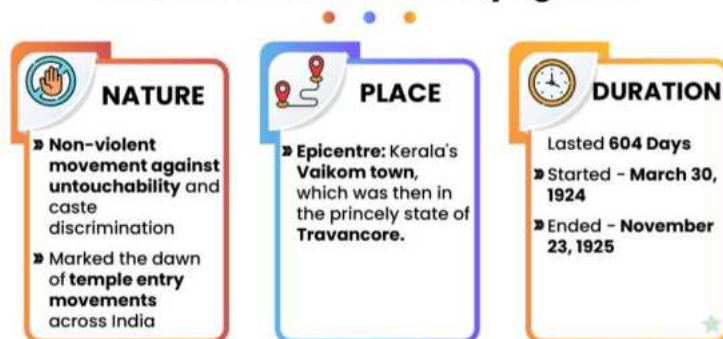 NATURE
» Non-violent
movement against
untouchability and
caste
discrimination
» Marked the dawn
of temple entry
movements
across India
PLACE
» Epicentre: Kerala's
Vaikom town,
which was then in
the princely state of
Travancore.
DURATION
Lasted 604 Days
» Started - March 30,
1924
» Ended - November
23, 1925